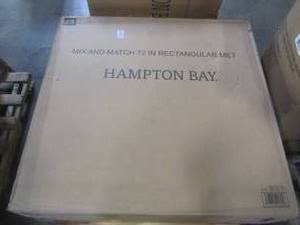 MIX AND MATCH 72 IN RECTANGULAR MET
HAMPTON BAY